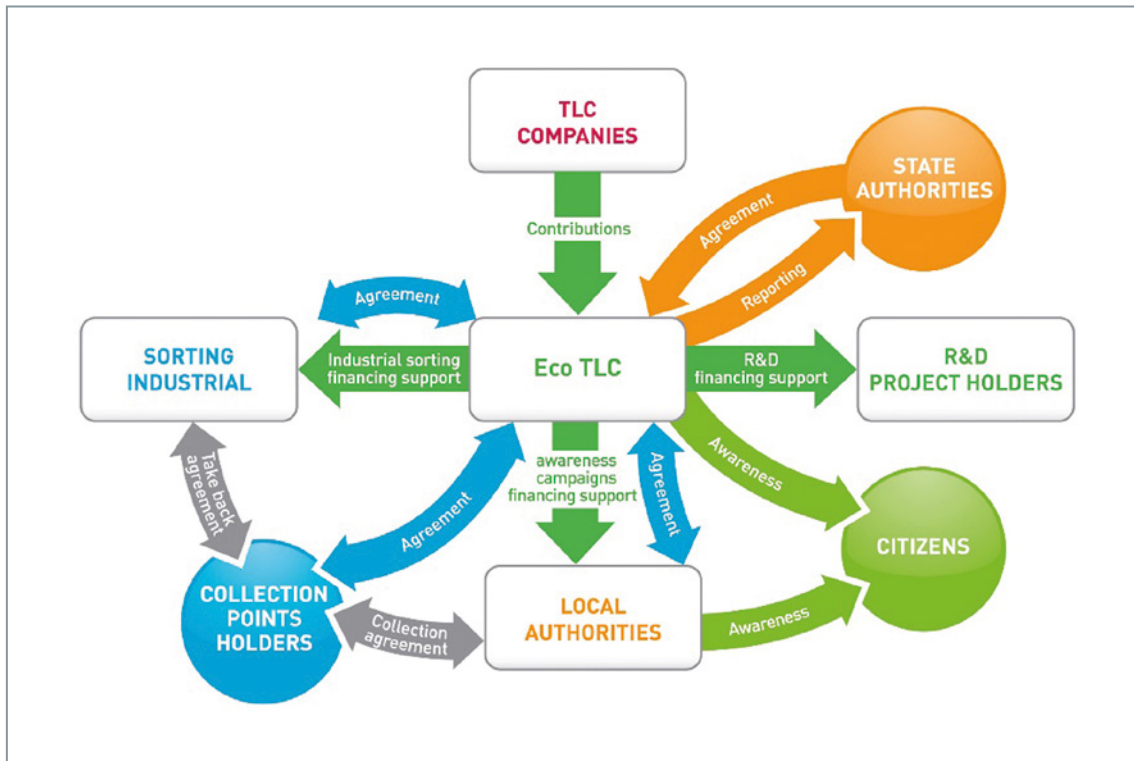 TLC
COMPANIES
STATE
AUTHORITIES
Contributions
Agreement
Reporting
Agreement
SORTING
INDUSTRIAL
Industrial sorting
financing support
Eco TLC
R&D
financing support
R&D
PROJECT HOLDERS
Take back
agreement
Agreement
awareness
campaigns
financing support
Agreement
Awareness
CITIZENS
COLLECTION
POINTS
HOLDERS
Collection
agreement
LOCAL
AUTHORITIES
Awareness